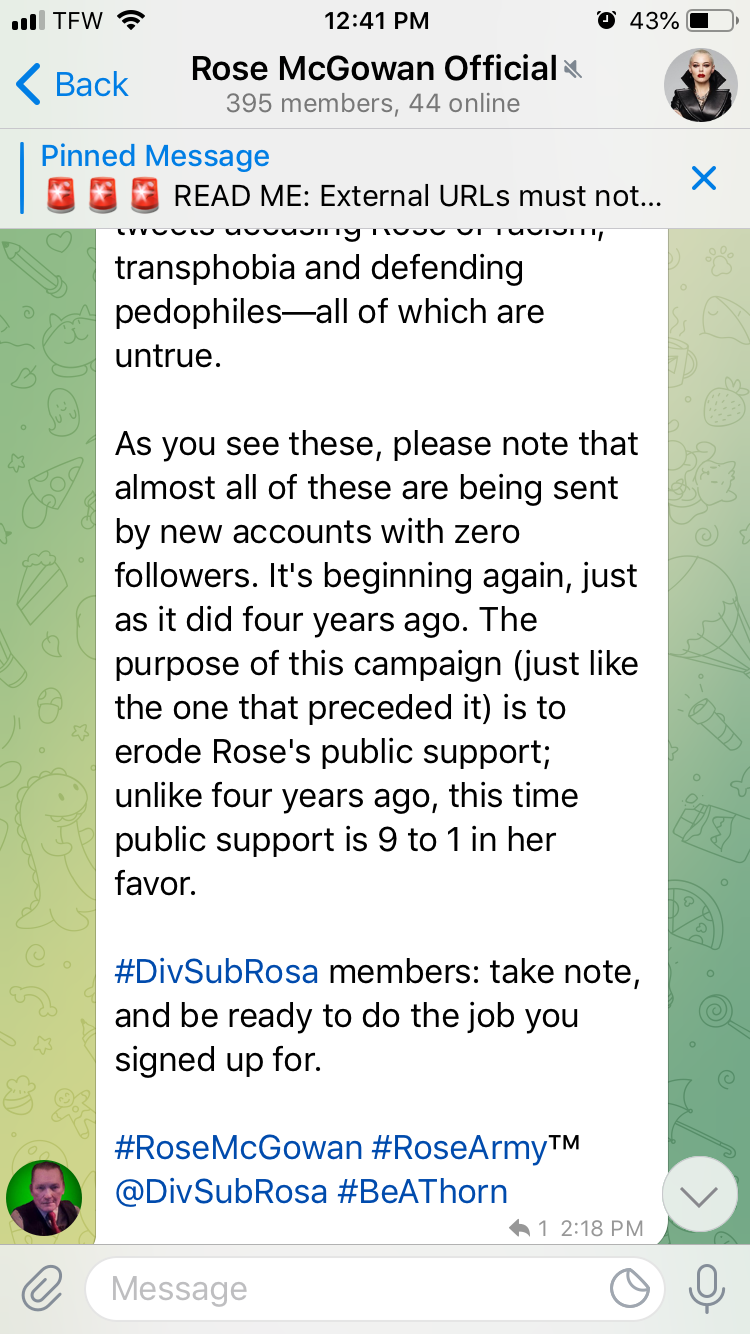 TFW 12:41 PM 43%
Back
Rose McGowan Official
395 members, 44 online
Pinned Message
READ ME: External URLs must not...
tweets accusing Rose of racism,
transphobia and defending
pedophiles—all of which are
untrue.
As you see these, please note that
almost all of these are being sent
by new accounts with zero
followers. It's beginning again, just
as it did four years ago. The
purpose of this campaign (just like
the one that preceded it) is to
erode Rose's public support;
unlike four years ago, this time
public support is 9 to 1 in her
favor.
#DivSubRosa members: take note,
and be ready to do the job you
signed up for.
#RoseMcGowan #RoseArmy™
@DivSubRosa #BeAThorn
1 2:18 PM
Message